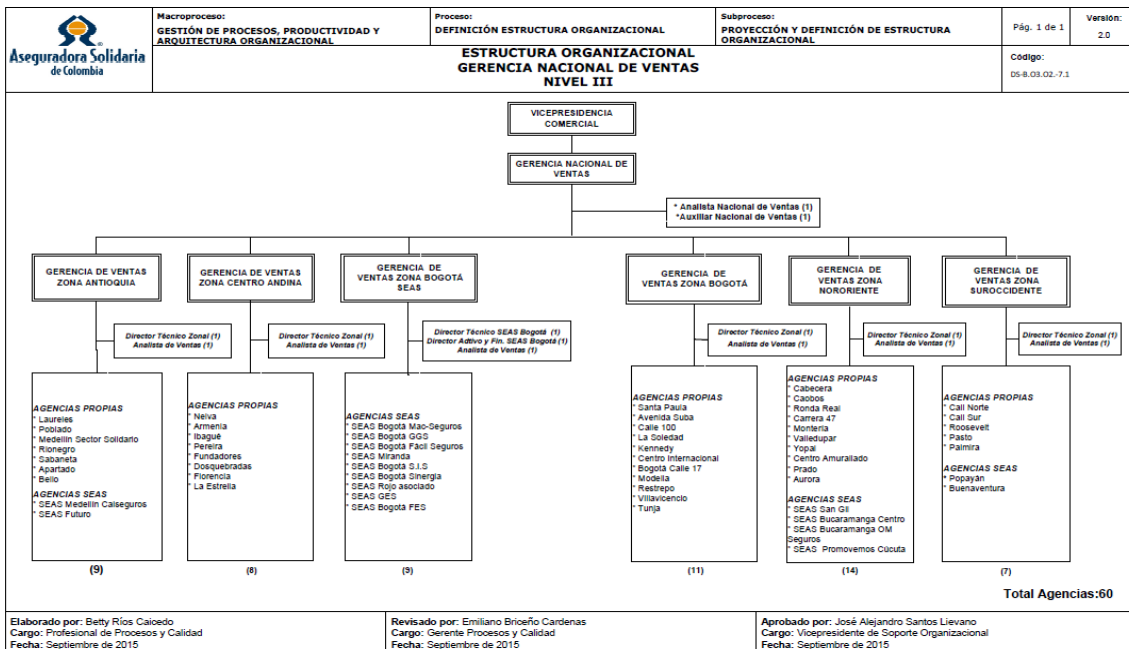 Aseguradora Solidaria
de Colombia
Macroproceso:
GESTIÓN DE PROCESOS, PRODUCTIVIDAD Y
ARQUITECTURA ORGANIZACIONAL
Proceso:
DEFINICIÓN ESTRUCTURA ORGANIZACIONAL
Subproceso:
PROYECCIÓN Y DEFINICIÓN DE ESTRUCTURA
ORGANIZACIONAL
Pág. 1 de 1
Versión:
2.0
ESTRUCTURA ORGANIZACIONAL
GERENCIA NACIONAL DE VENTAS
NIVEL III
Código:
DS-B.03.02.-7.1
VICEPRESIDENCIA
COMERCIAL
GERENCIA NACIONAL DE
VENTAS
* Analista Nacional de Ventas (1)
*Auxiliar Nacional de Ventas (1)
GERENCIA DE VENTAS
ZONA ANTIOQUIA
Director Técnico Zonal (1)
Analista de Ventas (1)
AGENCIAS PROPIAS
* Laureles
* Poblado
* Medellín Sector Solidario
* Rionegro
* Sabaneta
* Apartado
* Bello
AGENCIAS SEAS
* SEAS Medellín Calseguros
* SEAS Futuro
(9)
GERENCIA DE VENTAS
ZONA CENTRO ANDINA
Director Técnico Zonal (1)
Analista de Ventas (1)
AGENCIAS PROPIAS
* Neiva
* Armenia
* Ibagué
* Pereira
* Fundadores
* Dosquebradas
* Florencia
* La Estrella
(8)
GERENCIA DE
VENTAS ZONA BOGOTÁ
SEAS
Director Técnico SEAS Bogotá (1)
Director Adtivo y Fin. SEAS Bogotá (1)
Analista de Ventas (1)
AGENCIAS SEAS
* SEAS Bogotá Mac-Seguros
* SEAS Bogotá GGS
* SEAS Bogotá Fácil Seguros
* SEAS Miranda
* SEAS Bogotá S.I.S
* SEAS Bogotá Sinergia
* SEAS Rojo asociado
* SEAS GES
* SEAS Bogotá FES
(9)
GERENCIA DE
VENTAS ZONA BOGOTÁ
Director Técnico Zonal (1)
Analista de Ventas (1)
AGENCIAS PROPIAS
* Santa Paula
* Avenida Suba
* Calle 100
* La Soledad
* Kennedy
* Centro Internacional
* Bogotá Calle 17
* Modelia
* Restrepo
* Villavicencio
* Tunja
(11)
GERENCIA DE
VENTAS ZONA
NORORIENTE
Director Técnico Zonal (1)
Analista de Ventas (1)
AGENCIAS PROPIAS
* Cabecera
* Caobos
* Ronda Real
* Carrera 47
* Montería
* Valledupar
* Yopal
* Centro Amurallado
* Prado
* Aurora
AGENCIAS SEAS
* SEAS San Gil
* SEAS Bucaramanga Centro
* SEAS Bucaramanga OM
Seguros
* SEAS Promovemos Cúcuta
(14)
GERENCIA DE
VENTAS ZONA
SUROCCIDENTE
Director Técnico Zonal (1)
Analista de Ventas (1)
AGENCIAS PROPIAS
* Cali Norte
* Cali Sur
* Roosevelt
* Pasto
* Palmira
AGENCIAS SEAS
* Popayán
* Buenaventura
(7)
Total Agencias:60
Elaborado por: Betty Ríos Caicedo
Cargo: Profesional de Procesos y Calidad
Fecha: Septiembre de 2015
Revisado por: Emiliano Briceño Cardenas
Cargo: Gerente Procesos y Calidad
Fecha: Septiembre de 2015
Aprobado por: José Alejandro Santos Lievano
Cargo: Vicepresidente de Soporte Organizacional
Fecha: Septiembre de 2015